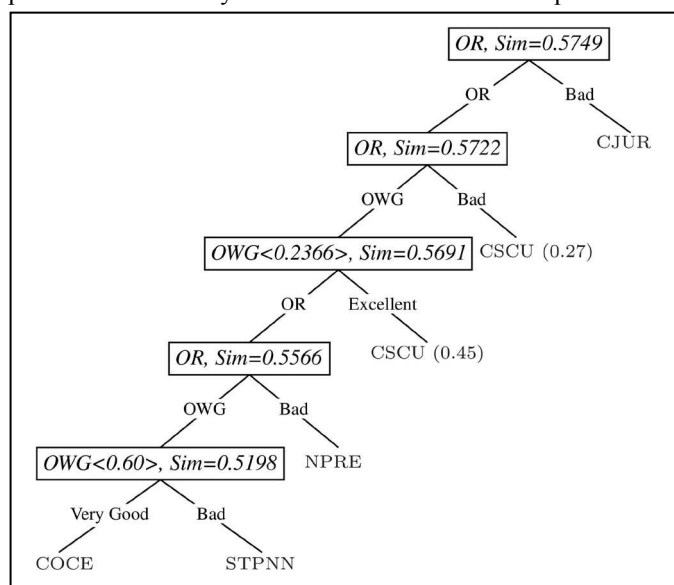 OR, Sim=0.5749
OR Bad
OR, Sim=0.5722 CJUR
OWG Bad
OWG<0.2366>, Sim=0.5691 CSCU (0.27)
OR Excellent
OR, Sim=0.5566 CSCU (0.45)
OWG Bad
OWG<0.60>, Sim=0.5198 NPRE
Very Good Bad
COCE STPNN